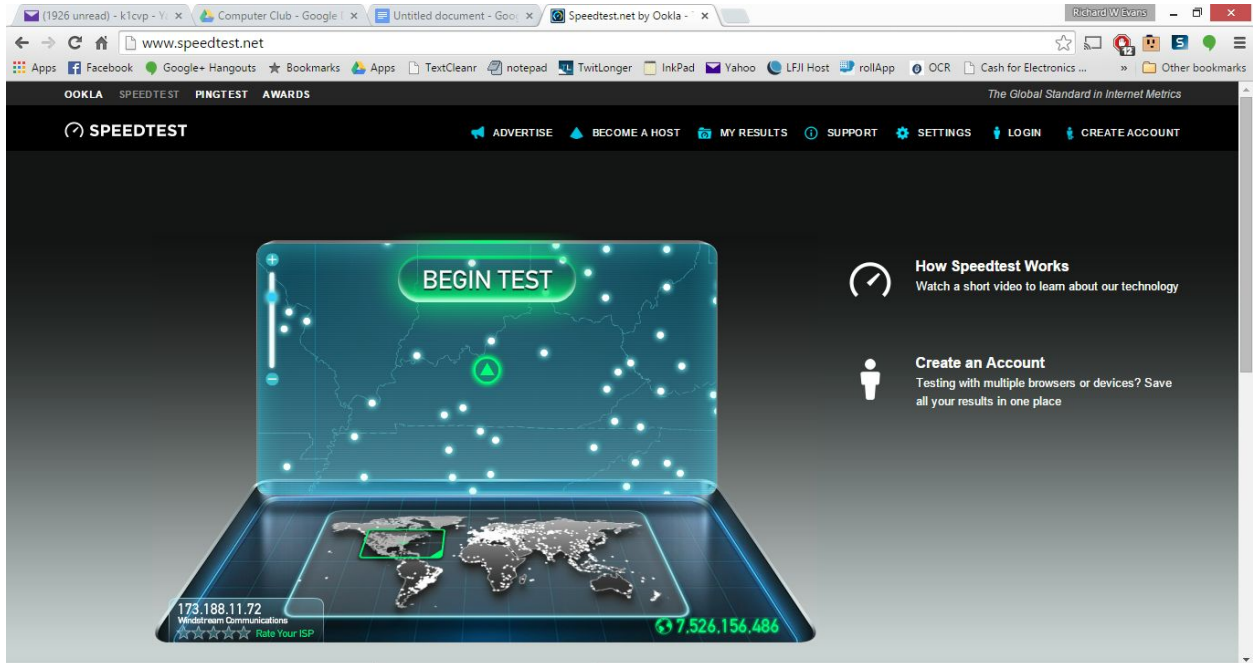 (1926 unread) - k1cvp - Y
Computer Club - Google
Untitled document - Goo
Speedtest.net by Ookla -
Richard W Evans
www.speedtest.net
12
Apps Facebook Google+ Hangouts Bookmarks Apps TextCleanr notepad TwitLonger InkPad Yahoo LFJI Host rollApp OCR Cash for Electronics ... » Other bookmarks
OOKLA SPEEDTEST PINGTEST AWARDS The Global Standard in Internet Metrics
SPEEDTEST ADVERTISE BECOME A HOST MY RESULTS SUPPORT SETTINGS LOGIN CREATE ACCOUNT
BEGIN TEST
How Speedtest Works
Watch a short video to learn about our technology
Create an Account
Testing with multiple browsers or devices? Save
all your results in one place
173.188.11.72
Windstream Communications
Rate Your ISP
7,526,156,486